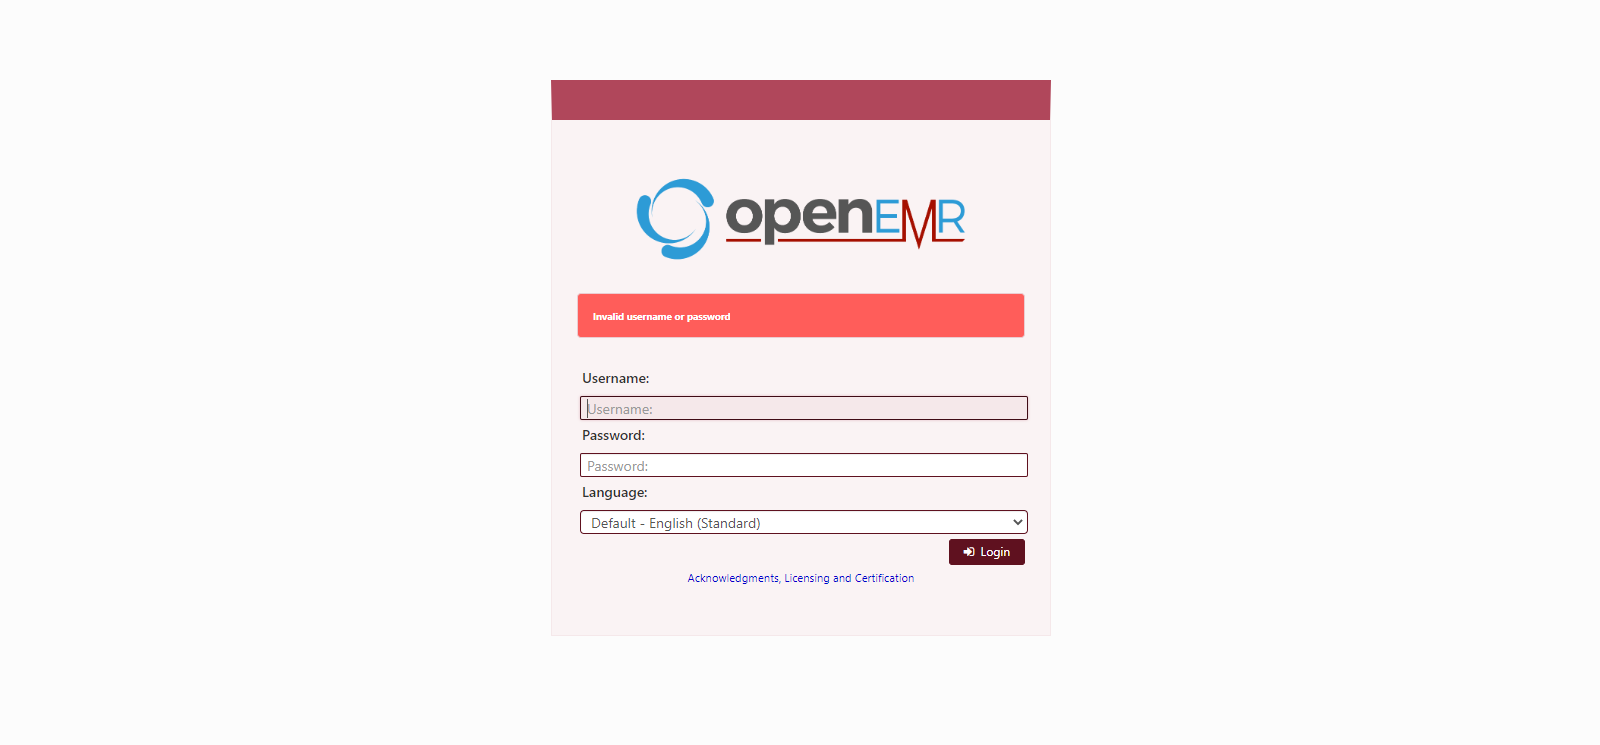 openEMR
Invalid username or password
Username:
Username:
Password:
Password:
Language:
Default - English (Standard)
Login
Acknowledgments, Licensing and Certification